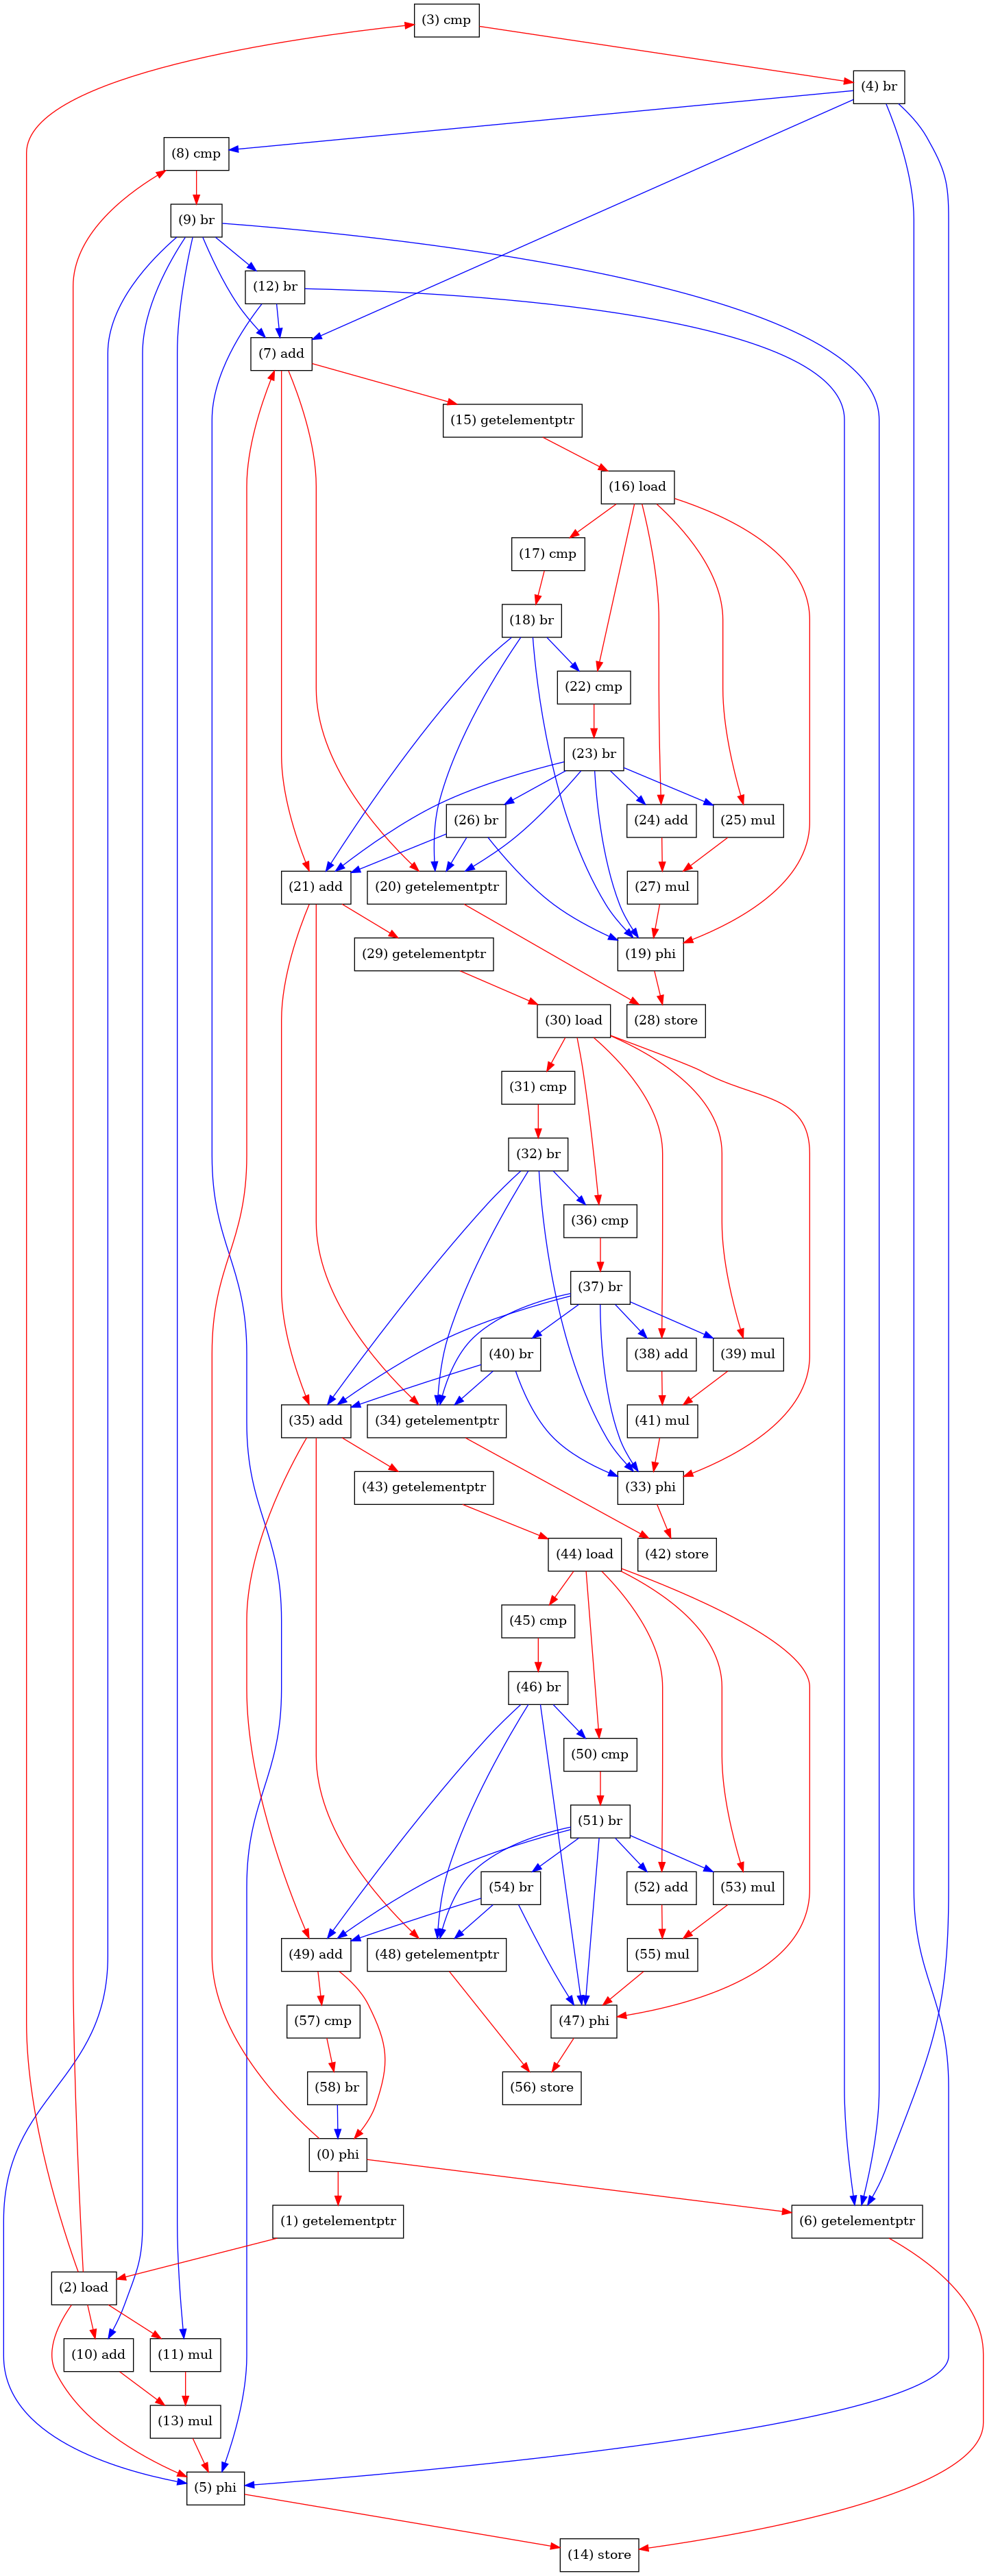 (3) cmp
(4) br
(8) cmp
(9) br
(12) br
(7) add
(15) getelementptr
(16) load
(17) cmp
(18) br
(22) cmp
(23) br
(26) br
(24) add
(25) mul
(21) add
(20) getelementptr
(27) mul
(29) getelementptr
(19) phi
(30) load
(28) store
(31) cmp
(32) br
(36) cmp
(37) br
(40) br
(38) add
(39) mul
(35) add
(34) getelementptr
(41) mul
(43) getelementptr
(33) phi
(44) load
(42) store
(45) cmp
(46) br
(50) cmp
(51) br
(54) br
(52) add
(53) mul
(49) add
(48) getelementptr
(55) mul
(57) cmp
(47) phi
(58) br
(56) store
(0) phi
(1) getelementptr
(6) getelementptr
(2) load
(10) add
(11) mul
(13) mul
(5) phi
(14) store